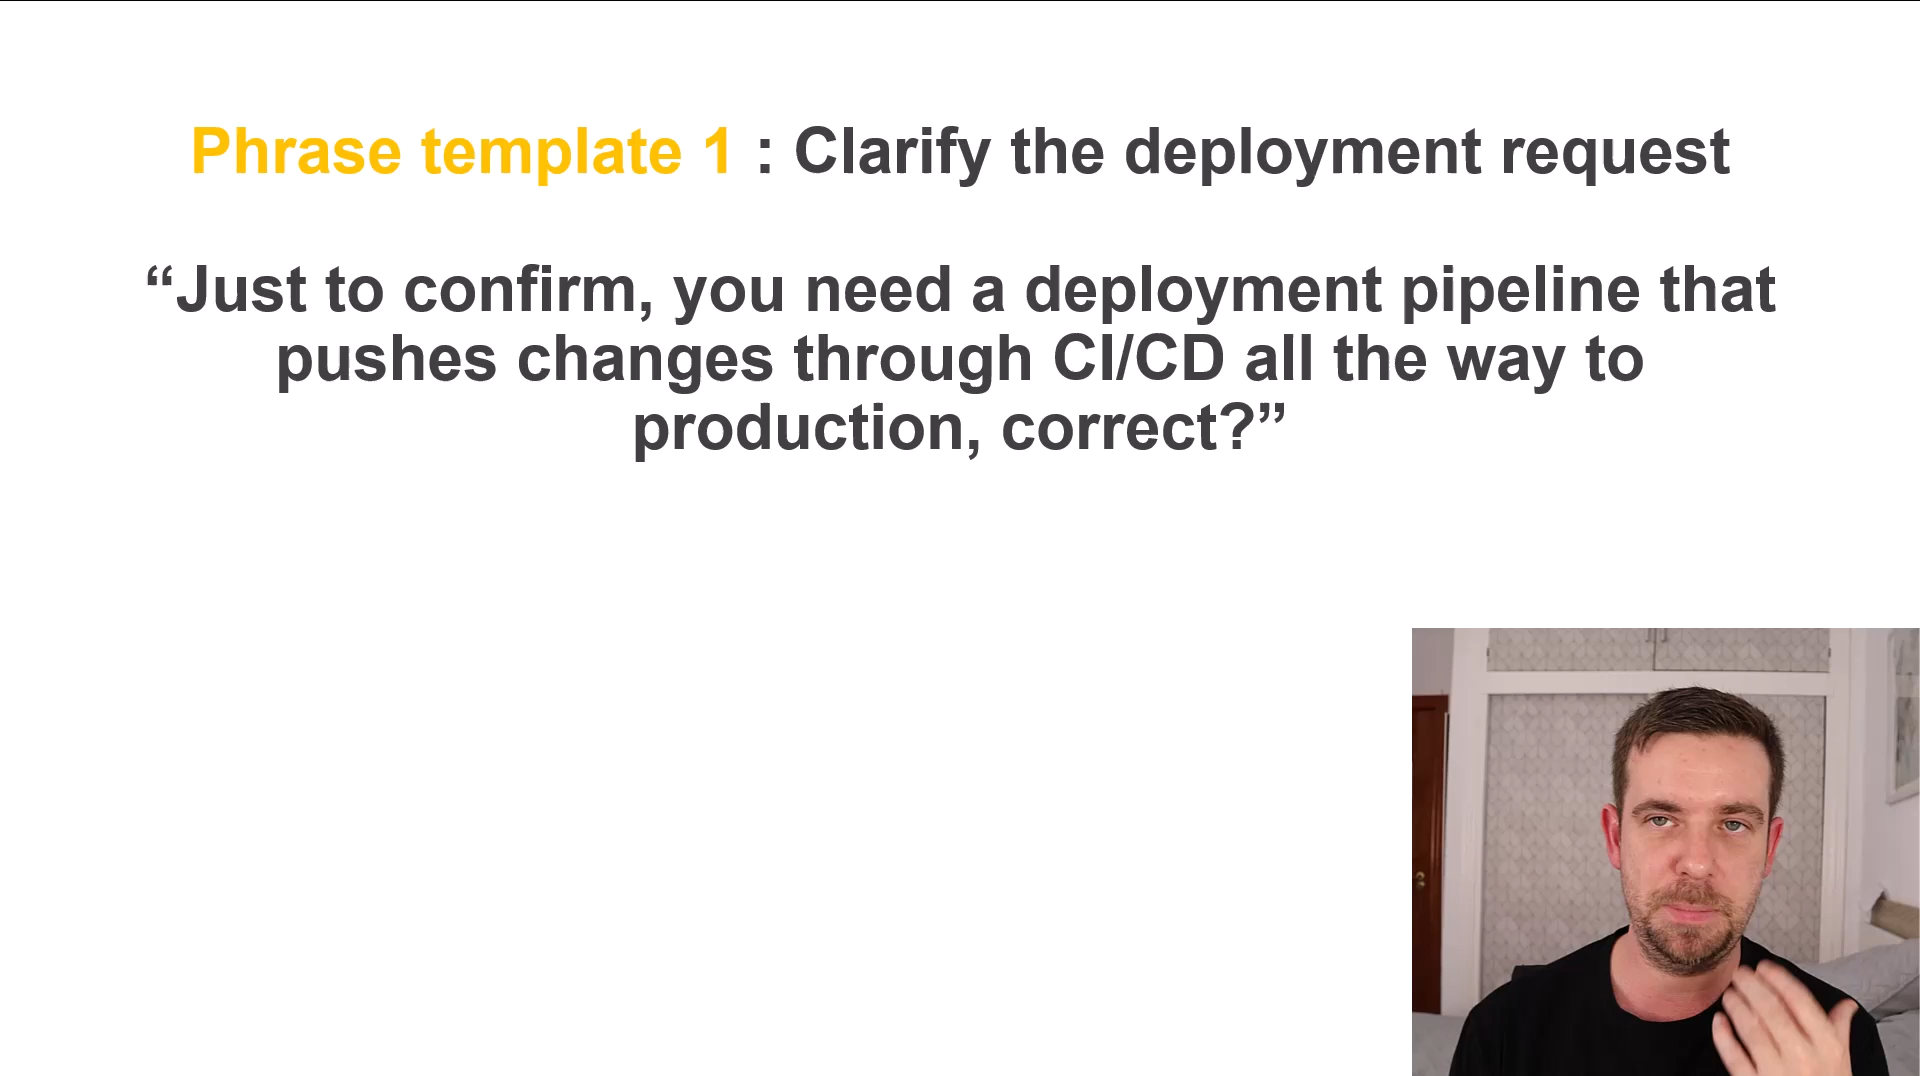 Phrase template 1 : Clarify the deployment request
“Just to confirm, you need a deployment pipeline that
pushes changes through CI/CD all the way to
production, correct?”